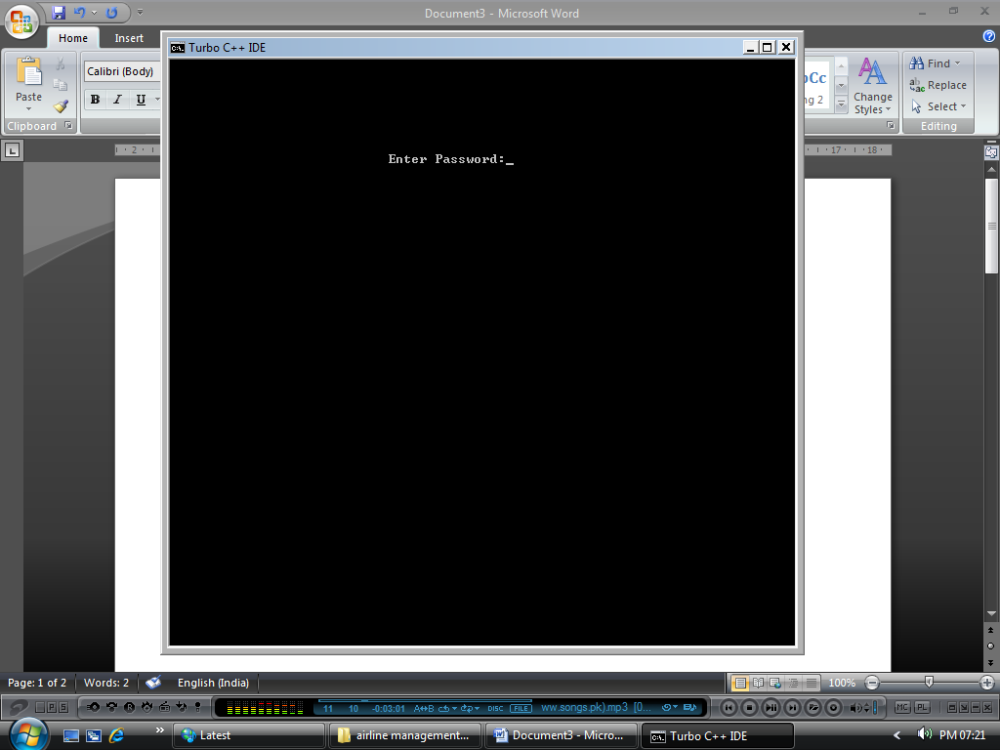 Document3 - Microsoft Word
Home Insert
Turbo C++ IDE
Calibri (Body)
Paste
B I U
Clipboard
Change
Styles
Find
Replace
Select
Editing
ng 2
2
17 18
Enter Password:_
Page: 1 of 2 Words: 2 English (India) 100%
11 10 -0:03:01 A↔B DISC FILE ww.songs.pk).mp3 [0... MC PL
Latest airline management... Document3 - Micro... Turbo C++ IDE PM 07:21